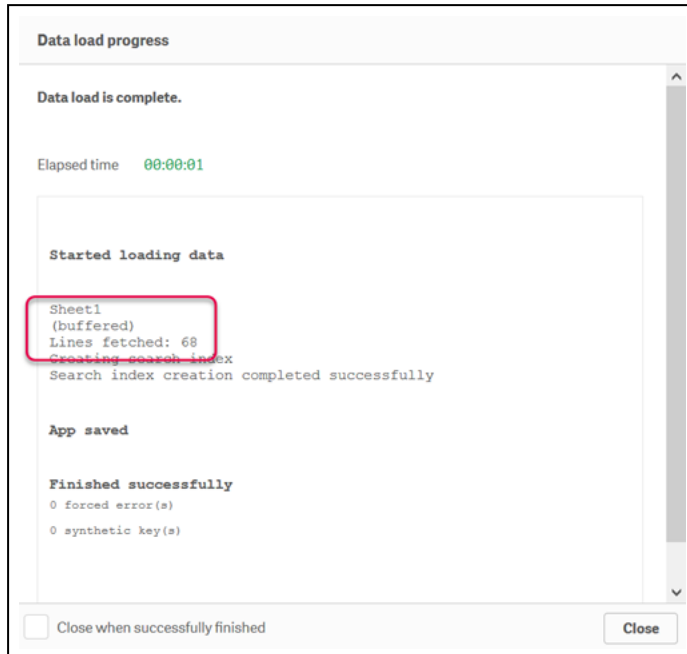 Data load progress
Data load is complete.
Elapsed time 00:00:01
Started loading data
Sheet1
(buffered)
Lines fetched: 68
Creating search index
Search index creation completed successfully
App saved
Finished successfully
0 forced error(s)
0 synthetic key(s)
Close when successfully finished
Close